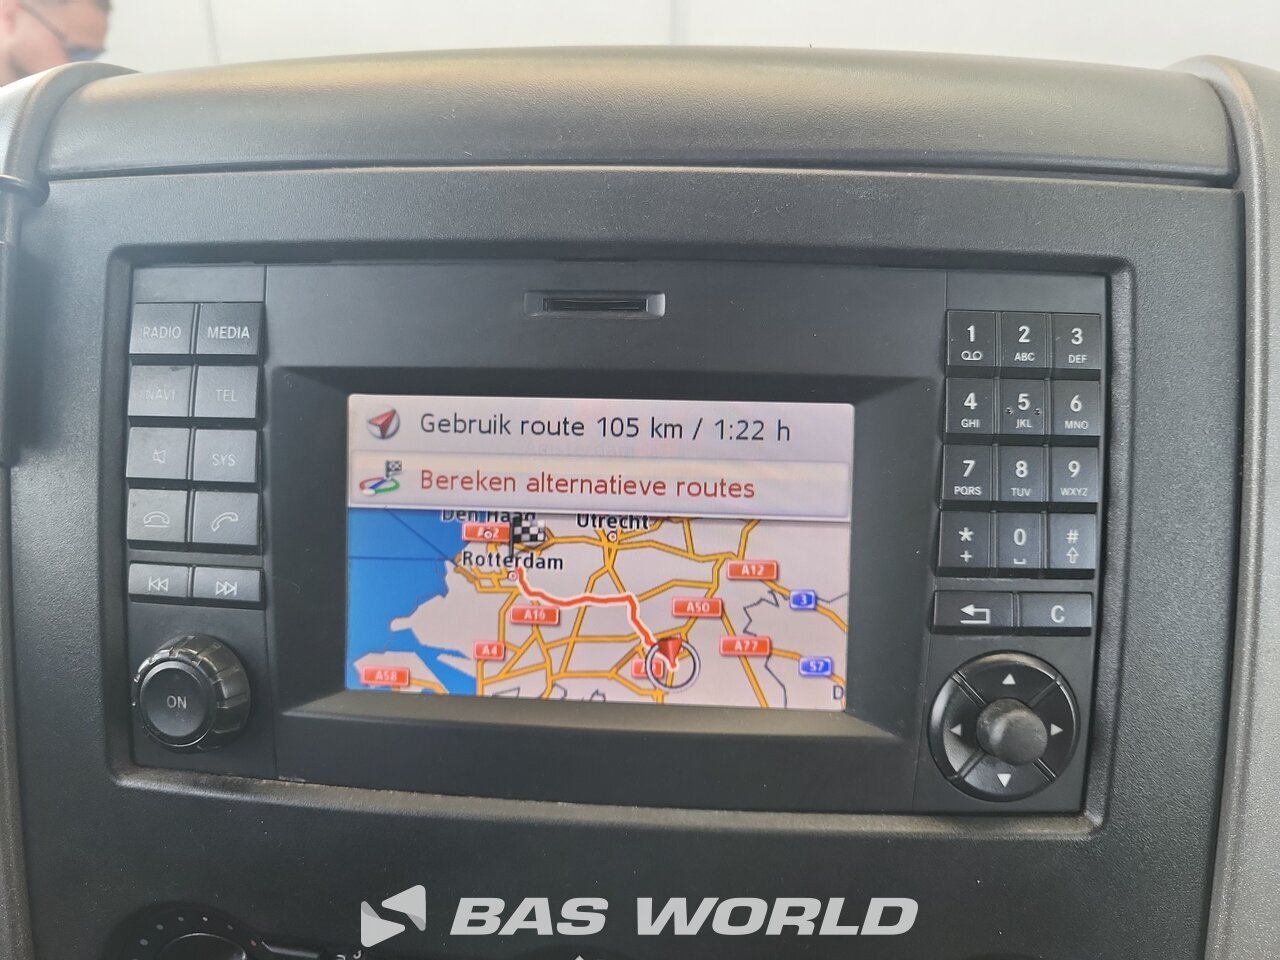 RADIO MEDIA
NAVI TEL
SYS
ON
Gebruik route 105 km / 1:22 h
Bereken alternatieve routes
Den Haag
Utrecht
Rotterdam
A12
A50
3
A16
A4
A77
57
A58
D
1 2 ABC 3 DEF
4 GHI 5 JKL 6 MNO
7 PQRS 8 TUV 9 WXYZ
* + 0 #
C
BAS WORLD